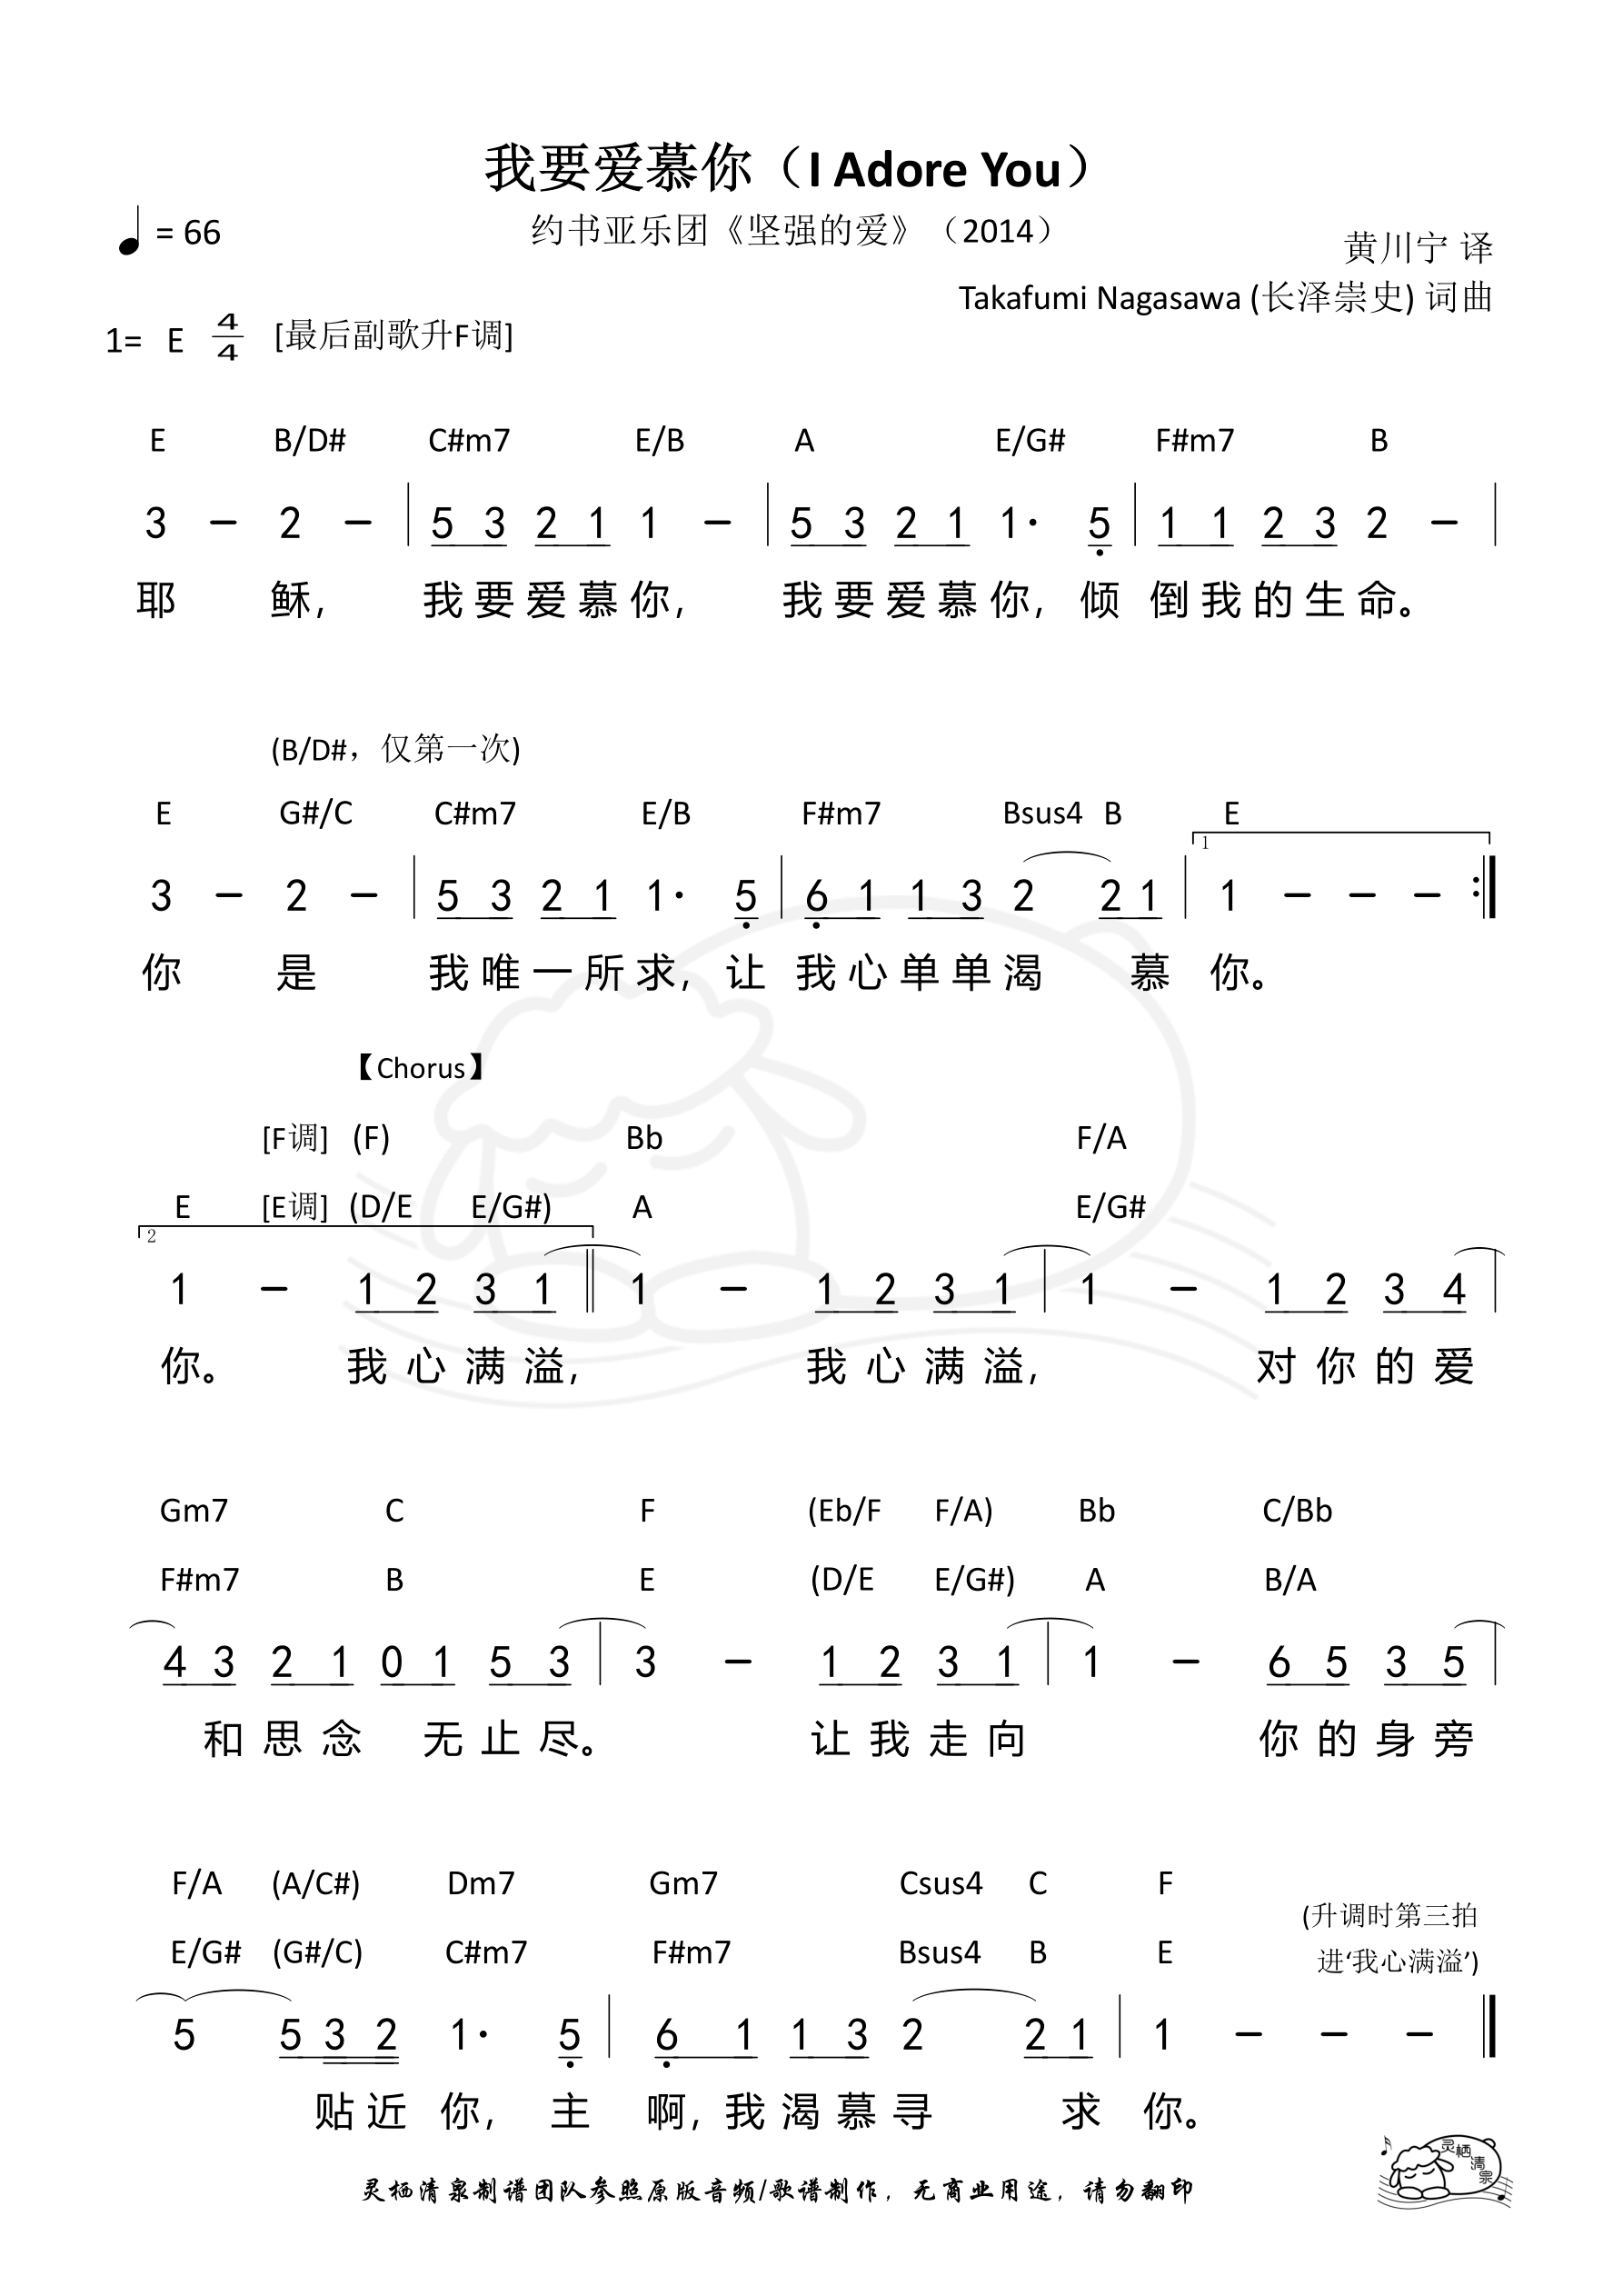 我要爱慕你（I Adore You）
= 66
约书亚乐团《坚强的爱》（2014）
黄川宁 译
Takafumi Nagasawa (长泽崇史) 词曲
1= E 4/4 [最后副歌升F调]
E B/D# C#m7 E/B A E/G# F#m7 B
3 – 2 – | 5 3 2 1 1 – | 5 3 2 1 1· 5 | 1 1 2 3 2 – |
耶 稣, 我要爱慕你, 我要爱慕你, 倾 倒我的生命。
(B/D#，仅第一次)
E G#/C C#m7 E/B F#m7 Bsus4 B E
1
3 – 2 – | 5 3 2 1 1· 5 | 6 1 1 3 2 2 1 | 1 – – – :|
你 是 我唯一所求, 让 我心单单渴 慕 你。
【Chorus】
[F调] (F) Bb F/A
E [E调] (D/E E/G#) A E/G#
2
1 – 1 2 3 1 || 1 – 1 2 3 1 | 1 – 1 2 3 4 |
你。 我心满溢, 我心满溢, 对你的爱
Gm7 C F (Eb/F F/A) Bb C/Bb
F#m7 B E (D/E E/G#) A B/A
4 3 2 1 0 1 5 3 | 3 – 1 2 3 1 | 1 – 6 5 3 5 |
和思念 无止尽。 让我走向 你的身旁
F/A (A/C#) Dm7 Gm7 Csus4 C F
(升调时第三拍
E/G# (G#/C) C#m7 F#m7 Bsus4 B E
进‘我心满溢’)
5 5 3 2 1· 5 | 6 1 1 3 2 2 1 | 1 – – – ||
贴近 你, 主 啊, 我渴慕寻 求 你。
灵栖清泉制谱团队参照原版音频/歌谱制作，无商业用途，请勿翻印
灵栖清泉